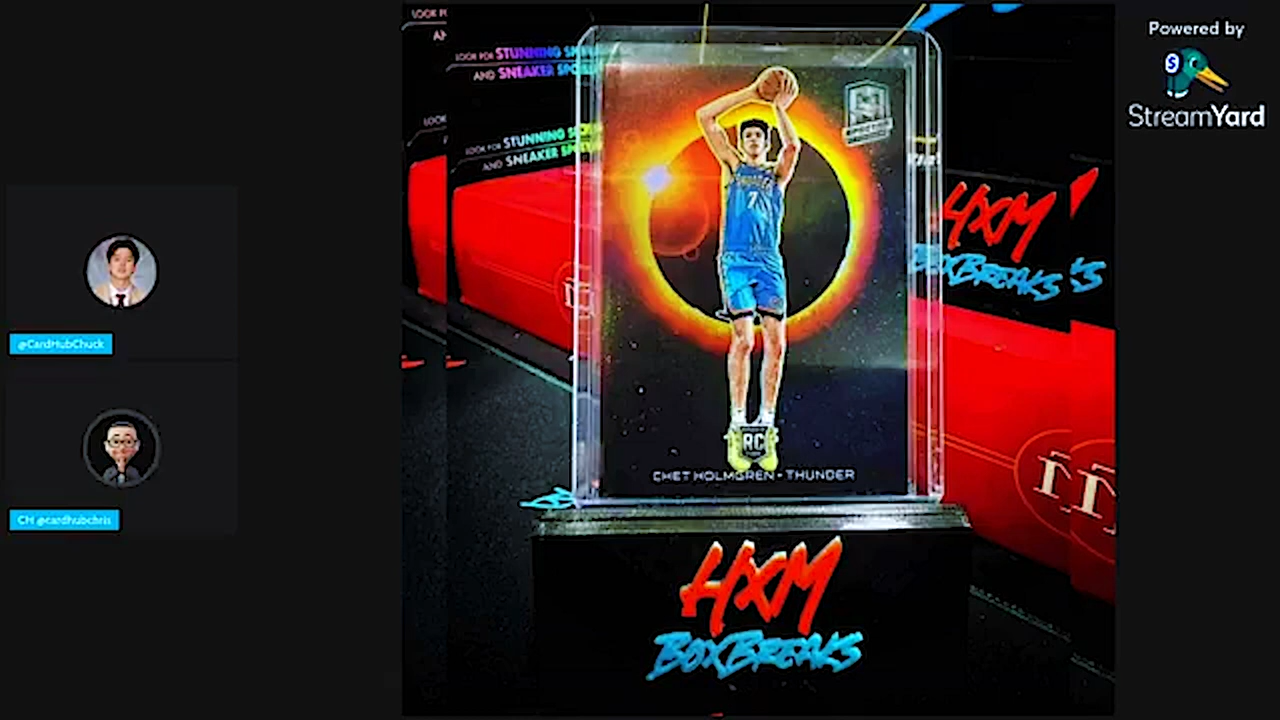 Powered by
StreamYard
@CardHubChuck
CH @cardhubchris
LOOK FOR STUNNING
AND SNEAKER
LOOK
LOOK FOR STUNNING
AND SNEAKER
7
RC
CHET HOLMGREN - THUNDER
HXM
BOXBREAKS'S
HXM
BOXBREAKS